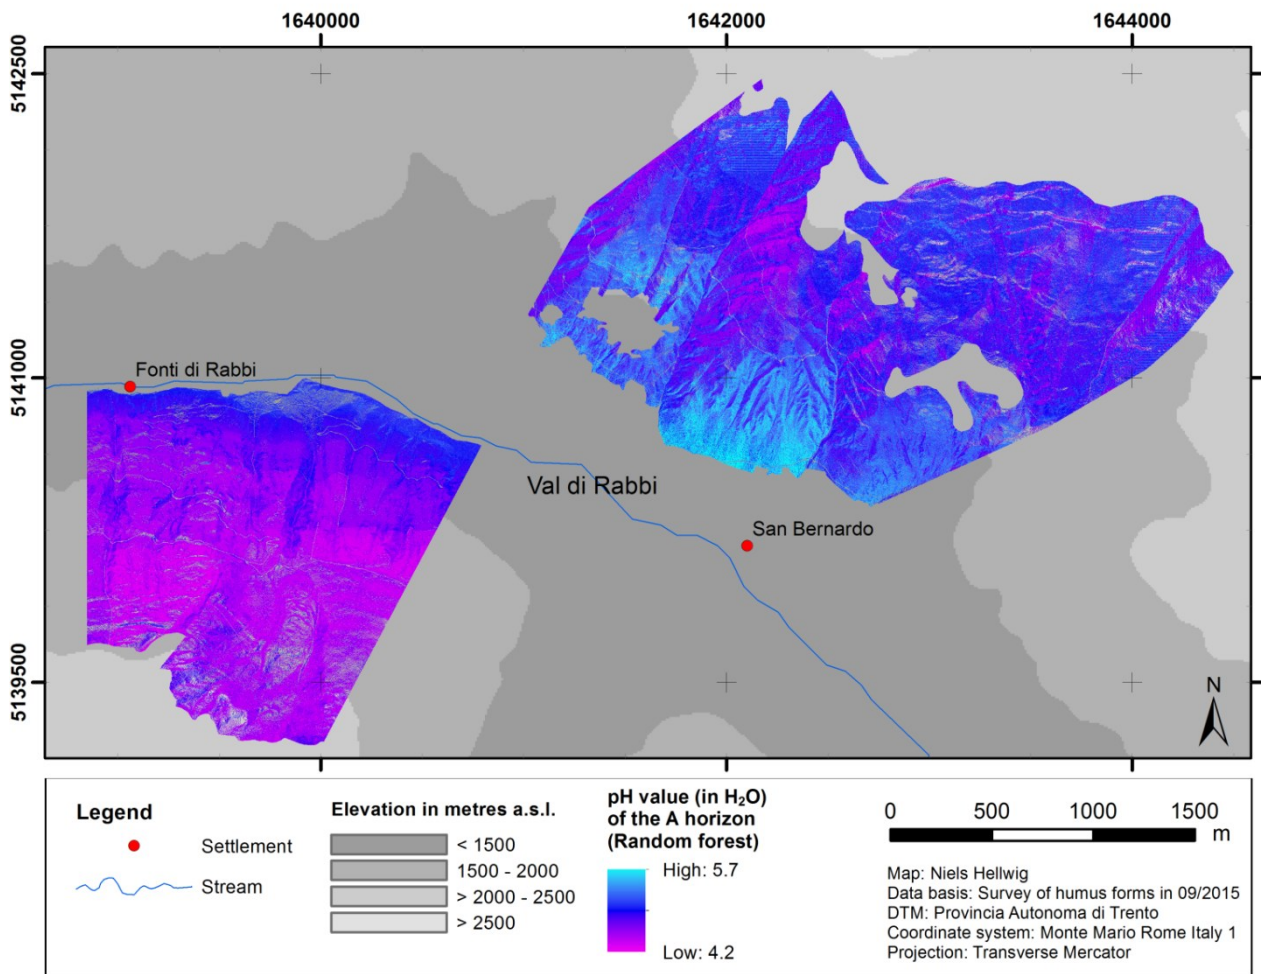 1640000
1642000
1644000
5142500
5141000
5139500
Fonti di Rabbi
Val di Rabbi
San Bernardo
N
Legend
Settlement
Stream
Elevation in metres a.s.l.
< 1500
1500 - 2000
> 2000 - 2500
> 2500
pH value (in H₂O)
of the A horizon
(Random forest)
High: 5.7
Low: 4.2
0
500
1000
1500
m
Map: Niels Hellwig
Data basis: Survey of humus forms in 09/2015
DTM: Provincia Autonoma di Trento
Coordinate system: Monte Mario Rome Italy 1
Projection: Transverse Mercator